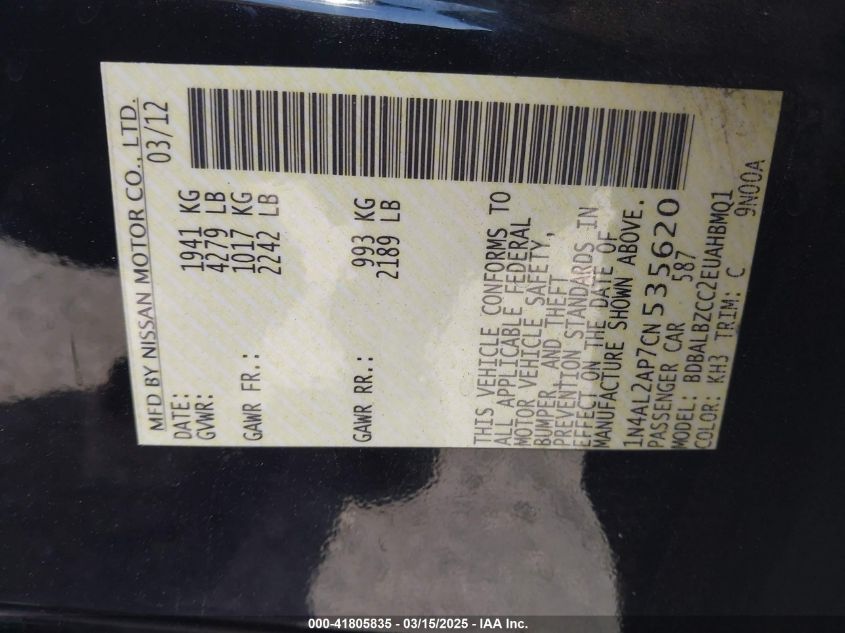 MFD BY NISSAN MOTOR CO., LTD.
DATE: 03/12
GVWR: 1941 KG
4279 LB
GAWR FR.: 1017 KG
2242 LB
GAWR RR.: 993 KG
2189 LB
THIS VEHICLE CONFORMS TO
ALL APPLICABLE FEDERAL
MOTOR VEHICLE SAFETY,
BUMPER, AND THEFT
PREVENTION STANDARDS IN
EFFECT ON THE DATE OF
MANUFACTURE SHOWN ABOVE.
1N4AL2AP7CN535620
PASSENGER CAR 587
MODEL: BDBALBZCC2EUAHBMQ1
COLOR: KH3 TRIM: C 9N00A
000-41805835 - 03/15/2025 - IAA Inc.